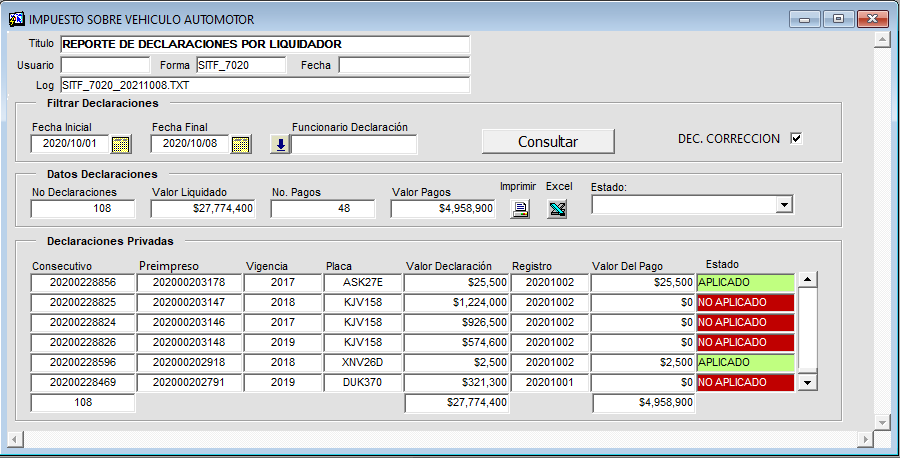 IMPUESTO SOBRE VEHICULO AUTOMOTOR
Titulo REPORTE DE DECLARACIONES POR LIQUIDADOR
Usuario Forma SITF_7020 Fecha
Log SITF_7020_20211008.TXT
Filtrar Declaraciones
Fecha Inicial Fecha Final Funcionario Declaración
2020/10/01 2020/10/08 Consultar DEC. CORRECCION
Datos Declaraciones
No Declaraciones Valor Liquidado No. Pagos Valor Pagos Imprimir Excel Estado:
108 $27,774,400 48 $4,958,900
Declaraciones Privadas
Consecutivo Preimpreso Vigencia Placa Valor Declaración Registro Valor Del Pago Estado
20200228856 202000203178 2017 ASK27E $25,500 20201002 $25,500 APLICADO
20200228825 202000203147 2018 KJV158 $1,224,000 20201002 $0 NO APLICADO
20200228824 202000203146 2017 KJV158 $926,500 20201002 $0 NO APLICADO
20200228826 202000203148 2019 KJV158 $574,600 20201002 $0 NO APLICADO
20200228596 202000202918 2018 XNV26D $2,500 20201002 $2,500 APLICADO
20200228469 202000202791 2019 DUK370 $321,300 20201001 $0 NO APLICADO
108 $27,774,400 $4,958,900